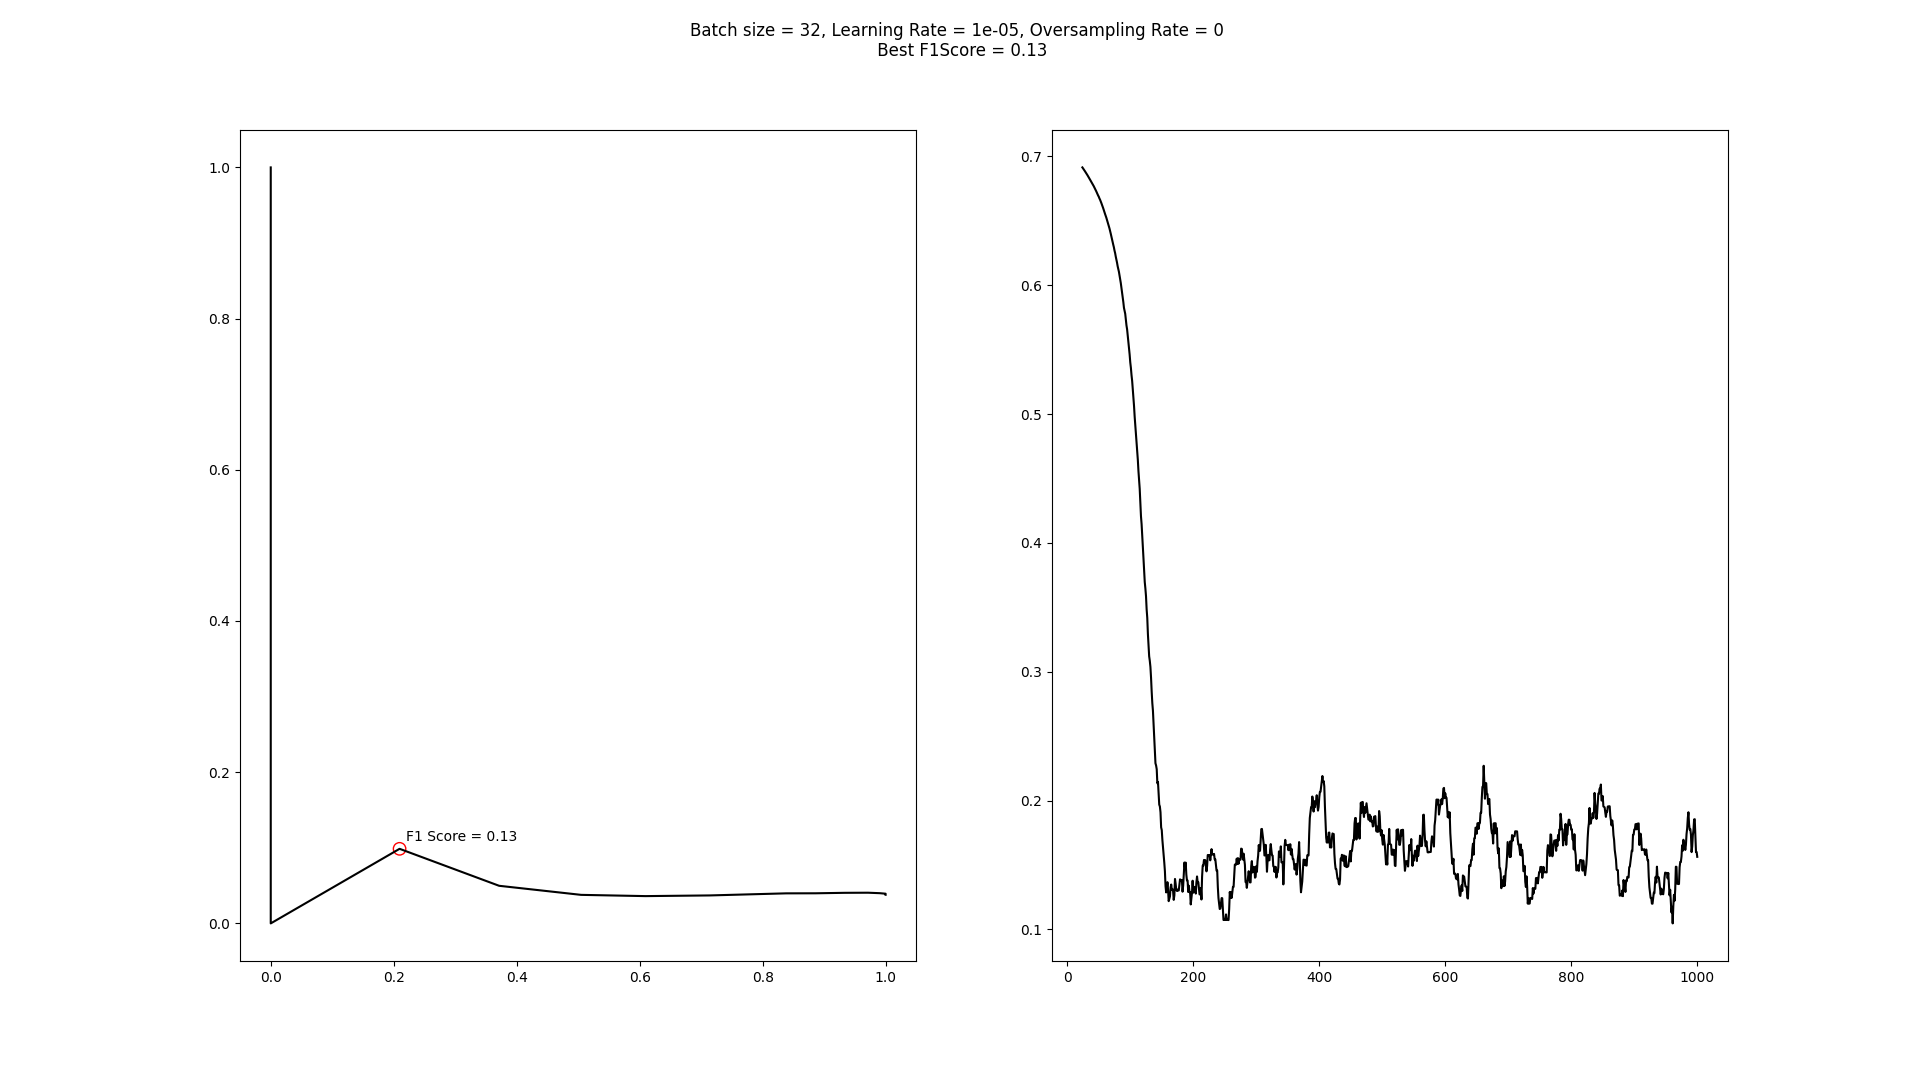 Batch size = 32, Learning Rate = 1e-05, Oversampling Rate = 0
Best F1Score = 0.13
1.0
0.8
0.6
0.4
0.2
0.0
F1 Score = 0.13
0.0 0.2 0.4 0.6 0.8 1.0
0.7
0.6
0.5
0.4
0.3
0.2
0.1
0 200 400 600 800 1000